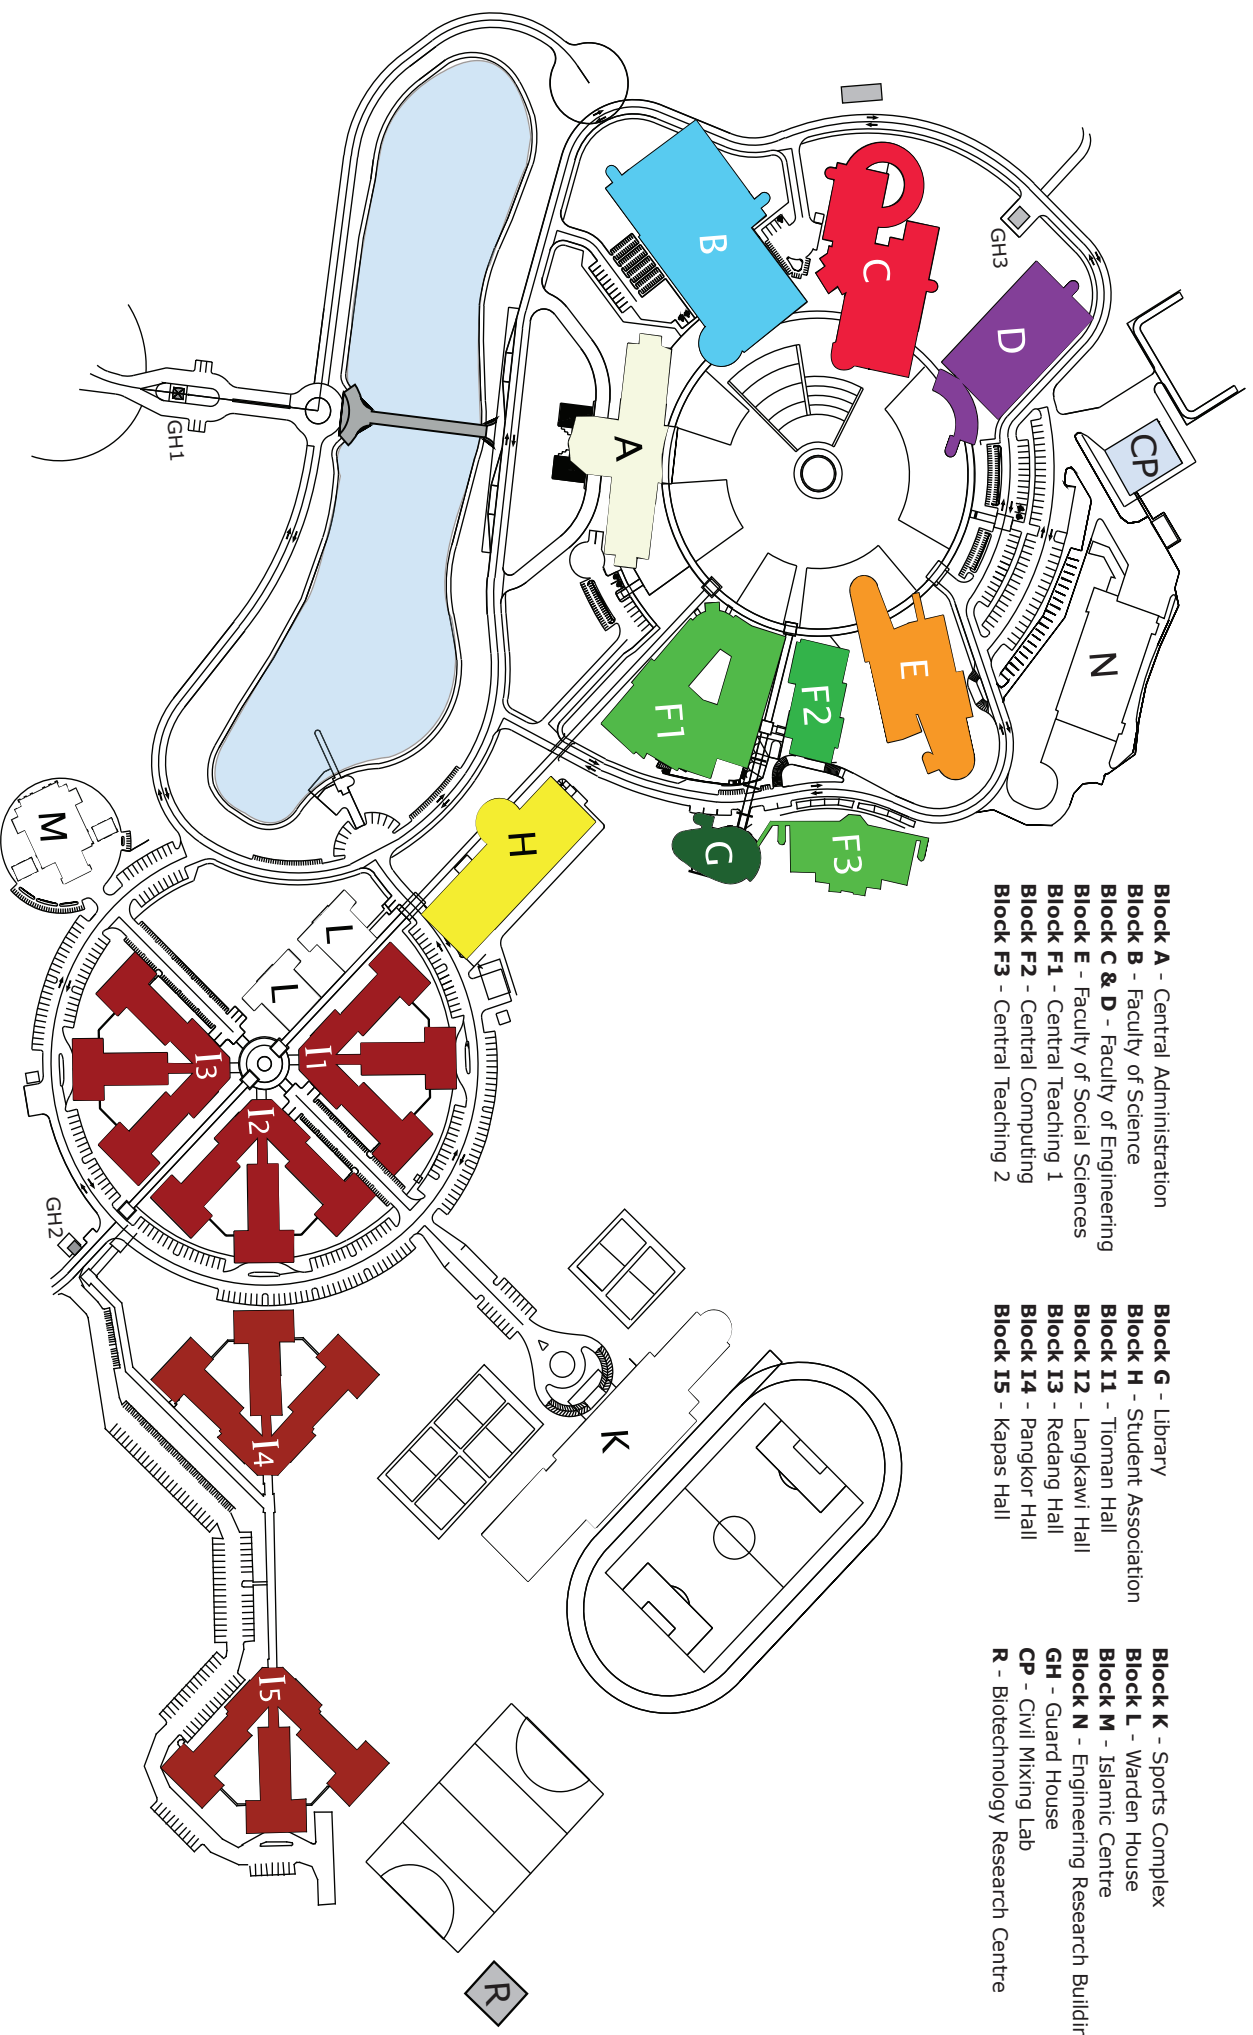 GH3
B
C
D
CP
GH1
A
N
E
F2
F1
M
H
G
F3
L
L
I1
I3
I2
GH2
I4
K
I5
R
Block A - Central Administration
Block B - Faculty of Science
Block C & D - Faculty of Engineering
Block E - Faculty of Social Sciences
Block F1 - Central Teaching 1
Block F2 - Central Computing
Block F3 - Central Teaching 2
Block G - Library
Block H - Student Association
Block I1 - Tioman Hall
Block I2 - Langkawi Hall
Block I3 - Redang Hall
Block I4 - Pangkor Hall
Block I5 - Kapas Hall
Block K - Sports Complex
Block L - Warden House
Block M - Islamic Centre
Block N - Engineering Research Buildin
GH - Guard House
CP - Civil Mixing Lab
R - Biotechnology Research Centre